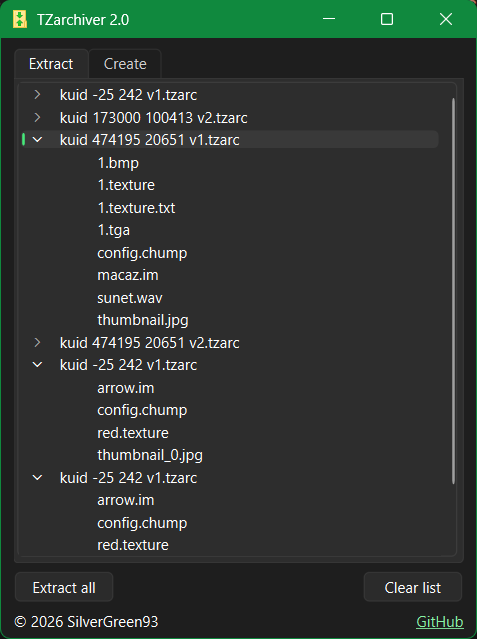 TZarchiver 2.0
Extract Create
kuid -25 242 v1.tzarc
kuid 173000 100413 v2.tzarc
kuid 474195 20651 v1.tzarc
1.bmp
1.texture
1.texture.txt
1.tga
config.chump
macaz.im
sunet.wav
thumbnail.jpg
kuid 474195 20651 v2.tzarc
kuid -25 242 v1.tzarc
arrow.im
config.chump
red.texture
thumbnail_0.jpg
kuid -25 242 v1.tzarc
arrow.im
config.chump
red.texture
Extract all Clear list
© 2026 SilverGreen93 GitHub